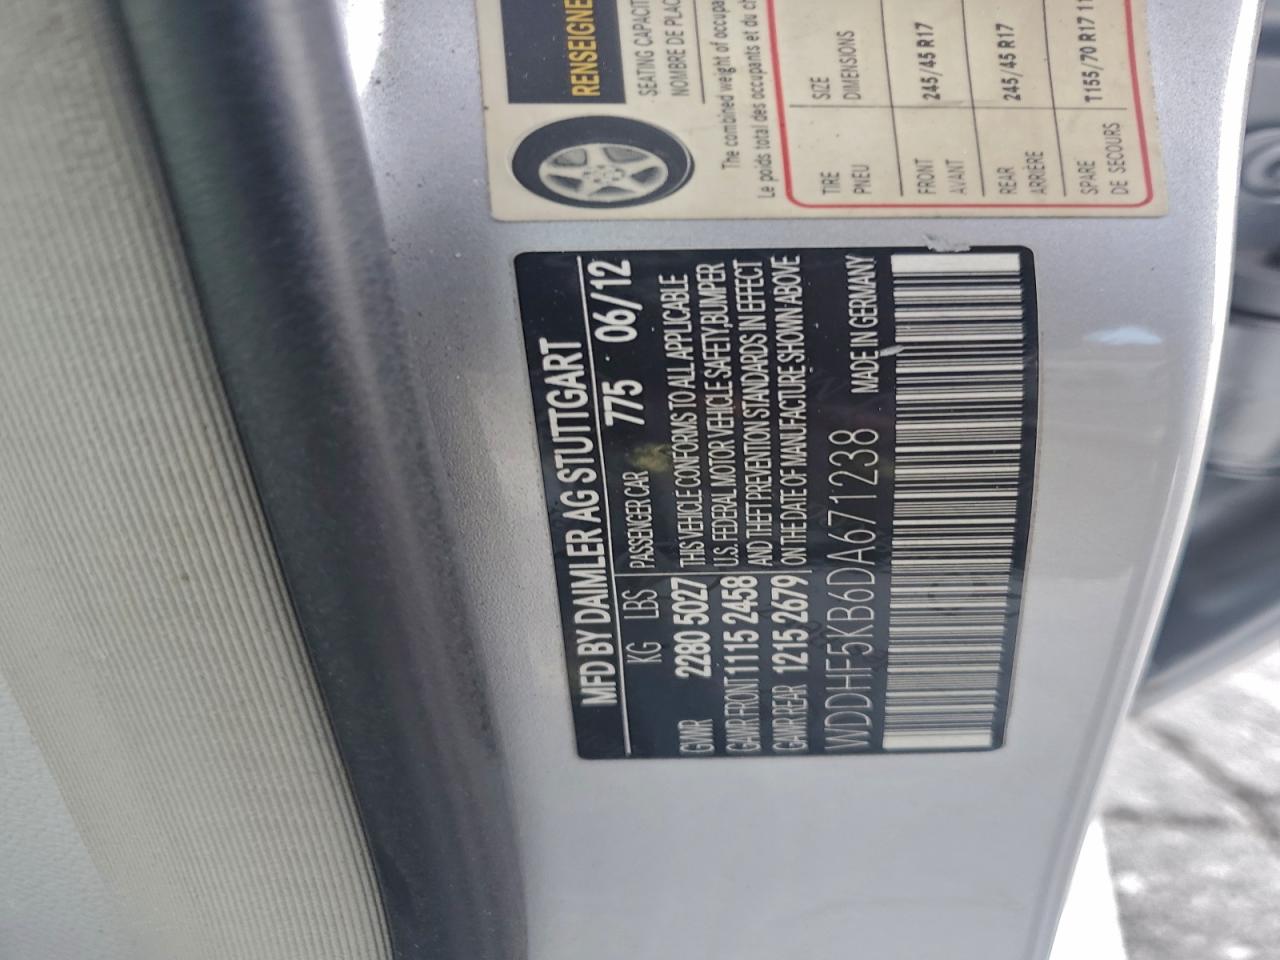 RENSEIGNE
SEATING CAPACIT
NOMBRE DE PLAC
The combined weight of occupa
Le poids total des occupants et du c
TIRE SIZE
PNEU DIMENSIONS
FRONT 245/45 R17
AVANT
REAR 245/45 R17
ARRIÈRE
SPARE T155/70 R17 11
DE SECOURS
MFD BY DAIMLER AG STUTTGART
KG LBS PASSENGER CAR 775 06/12
GVWR 2280 5027 THIS VEHICLE CONFORMS TO ALL APPLICABLE
GAWR FRONT 1115 2458 U.S. FEDERAL MOTOR VEHICLE SAFETY, BUMPER
GAWR REAR 1215 2679 AND THEFT PREVENTION STANDARDS IN EFFECT
ON THE DATE OF MANUFACTURE SHOWN ABOVE
WDDHF5KB6DA671238 MADE IN GERMANY